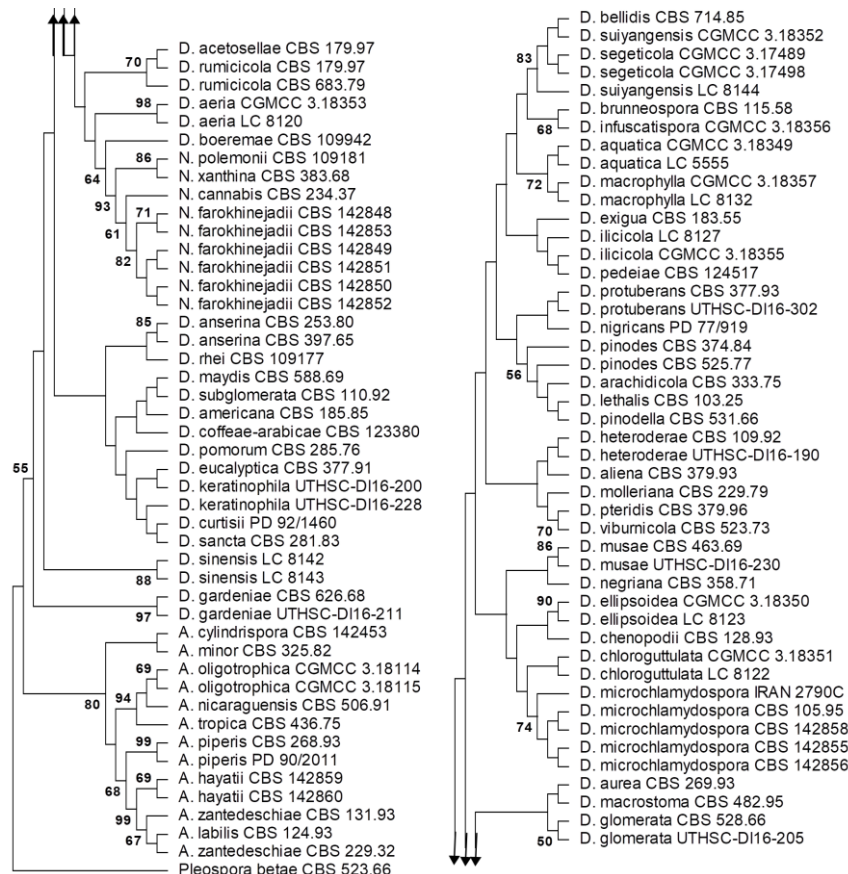 D. acetosellae CBS 179.97
70
D. rumicicola CBS 179.97
D. rumicicola CBS 683.79
98
D. aeria CGMCC 3.18353
D. aeria LC 8120
D. boeremae CBS 109942
86
N. polemonii CBS 109181
64
N. xanthina CBS 383.68
93
N. cannabis CBS 234.37
71
N. farokhinejadii CBS 142848
61
N. farokhinejadii CBS 142853
N. farokhinejadii CBS 142849
82
N. farokhinejadii CBS 142851
N. farokhinejadii CBS 142850
N. farokhinejadii CBS 142852
85
D. anserina CBS 253.80
D. anserina CBS 397.65
D. rhei CBS 109177
D. maydis CBS 588.69
D. subglomerata CBS 110.92
D. americana CBS 185.85
D. coffeae-arabicae CBS 123380
D. pomorum CBS 285.76
55
D. eucalyptica CBS 377.91
D. keratinophila UTHSC-DI16-200
D. keratinophila UTHSC-DI16-228
D. curtisii PD 92/1460
D. sancta CBS 281.83
D. sinensis LC 8142
88
D. sinensis LC 8143
D. gardeniae CBS 626.68
97
D. gardeniae UTHSC-DI16-211
A. cylindrispora CBS 142453
A. minor CBS 325.82
69
A. oligotrophica CGMCC 3.18114
A. oligotrophica CGMCC 3.18115
80
94
A. nicaraguensis CBS 506.91
A. tropica CBS 436.75
99
A. piperis CBS 268.93
A. piperis PD 90/2011
69
A. hayatii CBS 142859
68
A. hayatii CBS 142860
99
A. zantedeschiae CBS 131.93
67
A. labilis CBS 124.93
A. zantedeschiae CBS 229.32
Pleospora betae CBS 523.66
D. bellidis CBS 714.85
D. suiyangensis CGMCC 3.18352
83
D. segeticola CGMCC 3.17489
D. segeticola CGMCC 3.17498
D. suiyangensis LC 8144
D. brunneospora CBS 115.58
68
D. infuscatispora CGMCC 3.18356
D. aquatica CGMCC 3.18349
D. aquatica LC 5555
72
D. macrophylla CGMCC 3.18357
D. macrophylla LC 8132
D. exigua CBS 183.55
D. ilicicola LC 8127
D. ilicicola CGMCC 3.18355
D. pedeiae CBS 124517
D. protuberans CBS 377.93
D. protuberans UTHSC-DI16-302
D. nigricans PD 77/919
D. pinodes CBS 374.84
D. pinodes CBS 525.77
56
D. arachidicola CBS 333.75
D. lethalis CBS 103.25
D. pinodella CBS 531.66
D. heteroderae CBS 109.92
D. heteroderae UTHSC-DI16-190
D. aliena CBS 379.93
D. molleriana CBS 229.79
D. pteridis CBS 379.96
70
D. viburnicola CBS 523.73
86
D. musae CBS 463.69
D. musae UTHSC-DI16-230
D. negriana CBS 358.71
90
D. ellipsoidea CGMCC 3.18350
D. ellipsoidea LC 8123
D. chenopodii CBS 128.93
D. chloroguttulata CGMCC 3.18351
D. chloroguttulata LC 8122
D. microchlamydospora IRAN 2790C
74
D. microchlamydospora CBS 105.95
D. microchlamydospora CBS 142858
D. microchlamydospora CBS 142855
D. microchlamydospora CBS 142856
D. aurea CBS 269.93
D. macrostoma CBS 482.95
D. glomerata CBS 528.66
50
D. glomerata UTHSC-DI16-205